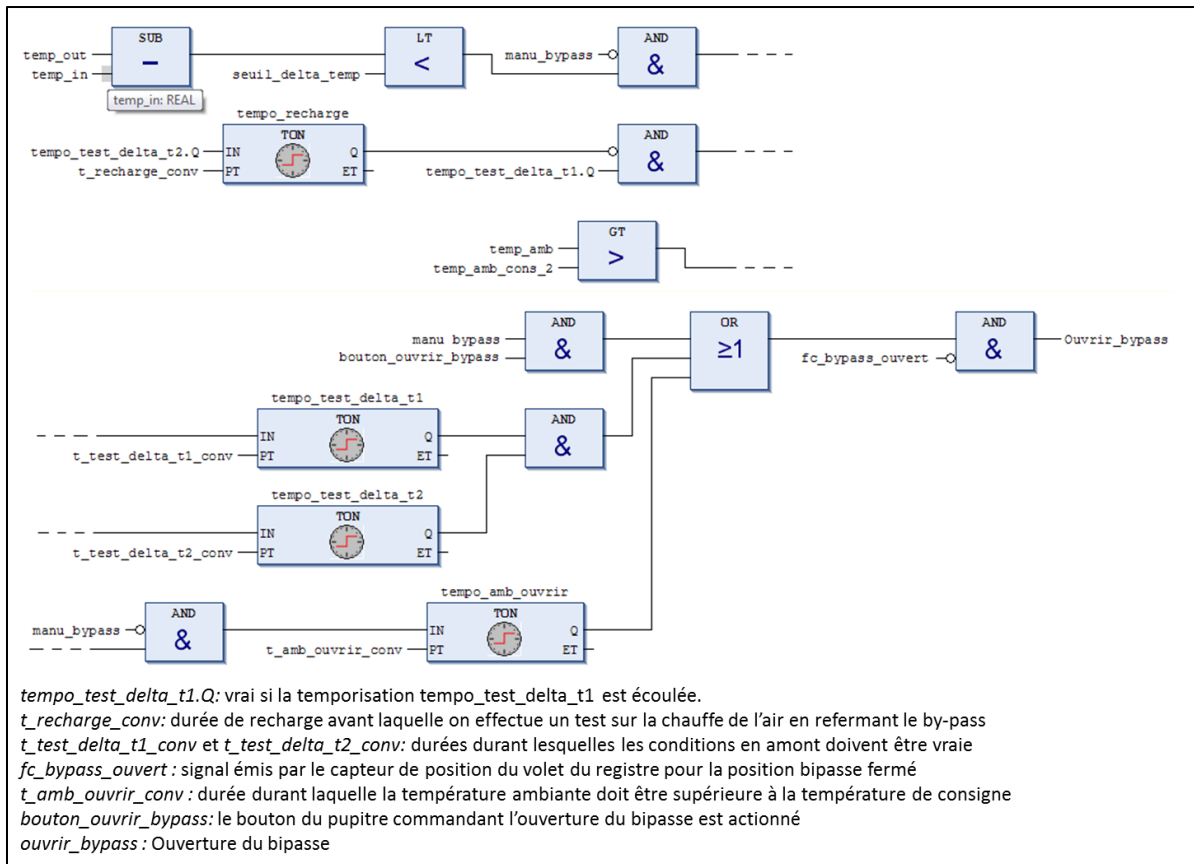 SUB
temp_out
temp_in
−
temp_in: REAL
LT
<
seuil_delta_temp
manu_bypass
AND
&
tempo_recharge
TON
tempo_test_delta_t2.Q
IN
Q
t_recharge_conv
PT
ET
AND
&
tempo_test_delta_t1.Q
GT
temp_amb
temp_amb_cons_2
>
AND
manu bypass
bouton_ouvrir_bypass
&
OR
≥1
AND
fc_bypass_ouvert
&
Ouvrir_bypass
tempo_test_delta_t1
TON
IN
Q
t_test_delta_t1_conv
PT
ET
AND
&
tempo_test_delta_t2
TON
IN
Q
t_test_delta_t2_conv
PT
ET
AND
manu_bypass
&
tempo_amb_ouvrir
TON
IN
Q
t_amb_ouvrir_conv
PT
ET
tempo_test_delta_t1.Q: vrai si la temporisation tempo_test_delta_t1 est écoulée.
t_recharge_conv: durée de recharge avant laquelle on effectue un test sur la chauffe de l’air en refermant le by-pass
t_test_delta_t1_conv et t_test_delta_t2_conv: durées durant lesquelles les conditions en amont doivent être vraie
fc_bypass_ouvert : signal émis par le capteur de position du volet du registre pour la position bipasse fermé
t_amb_ouvrir_conv : durée durant laquelle la température ambiante doit être supérieure à la température de consigne
bouton_ouvrir_bypass: le bouton du pupitre commandant l’ouverture du bipasse est actionné
ouvrir_bypass : Ouverture du bipasse